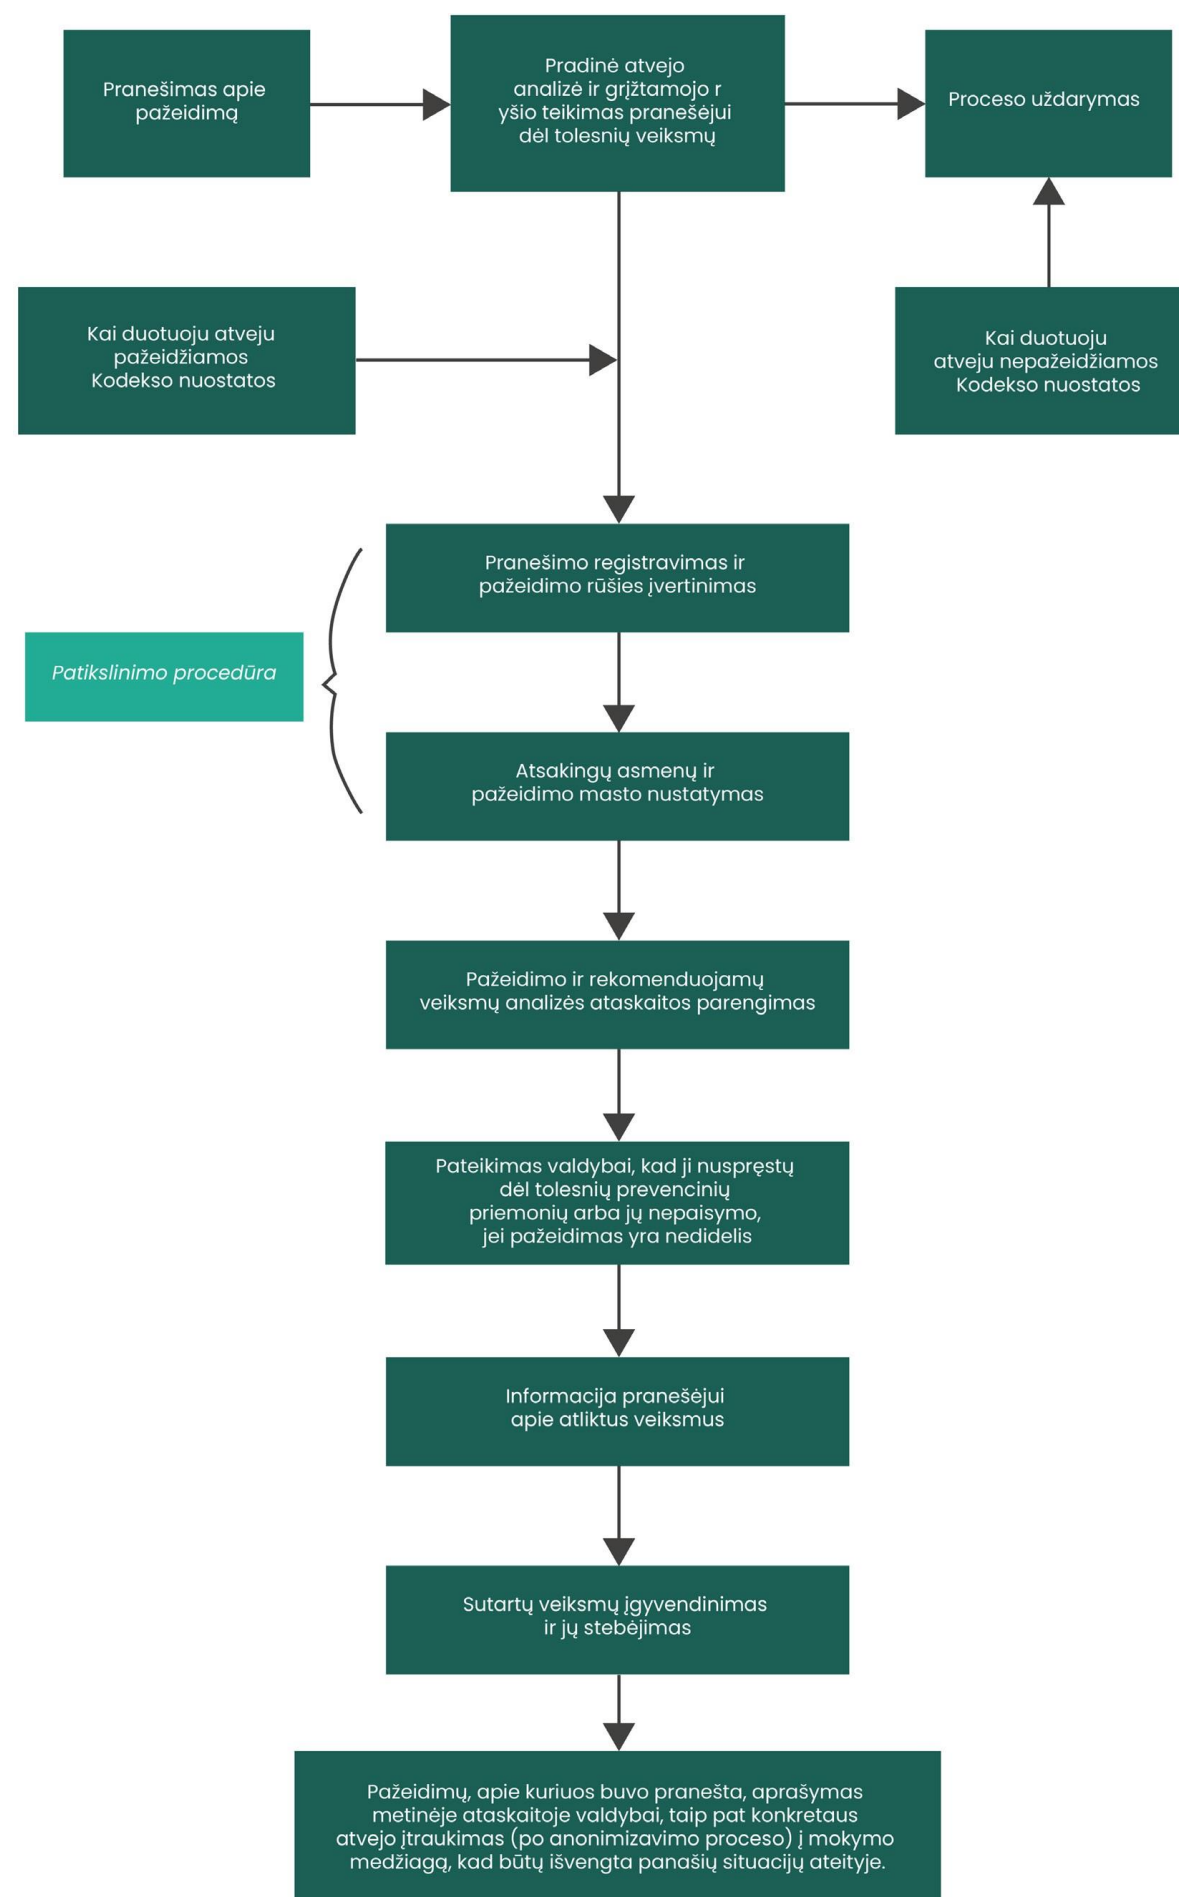 Pranešimas apie
pažeidimą
Pradinė atvejo
analizė ir grįžtamojo r
yšio teikimas pranešėjui
dėl tolesnių veiksmų
Proceso uždarymas
Kai duotuoju atveju
pažeidžiamos
Kodekso nuostatos
Kai duotuoju
atveju nepažeidžiamos
Kodekso nuostatos
Pranešimo registravimas ir
pažeidimo rūšies įvertinimas
Patikslinimo procedūra
Atsakingų asmenų ir
pažeidimo masto nustatymas
Pažeidimo ir rekomenduojamų
veiksmų analizės ataskaitos parengimas
Pateikimas valdybai, kad ji nuspręstų
dėl tolesnių prevencinių
priemonių arba jų nepaisymo,
jei pažeidimas yra nedidelis
Informacija pranešėjui
apie atliktus veiksmus
Sutartų veiksmų įgyvendinimas
ir jų stebėjimas
Pažeidimų, apie kuriuos buvo pranešta, aprašymas
metinėje ataskaitoje valdybai, taip pat konkretaus
atvejo įtraukimas (po anonimizavimo proceso) į mokymo
medžiagą, kad būtų išvengta panašių situacijų ateityje.